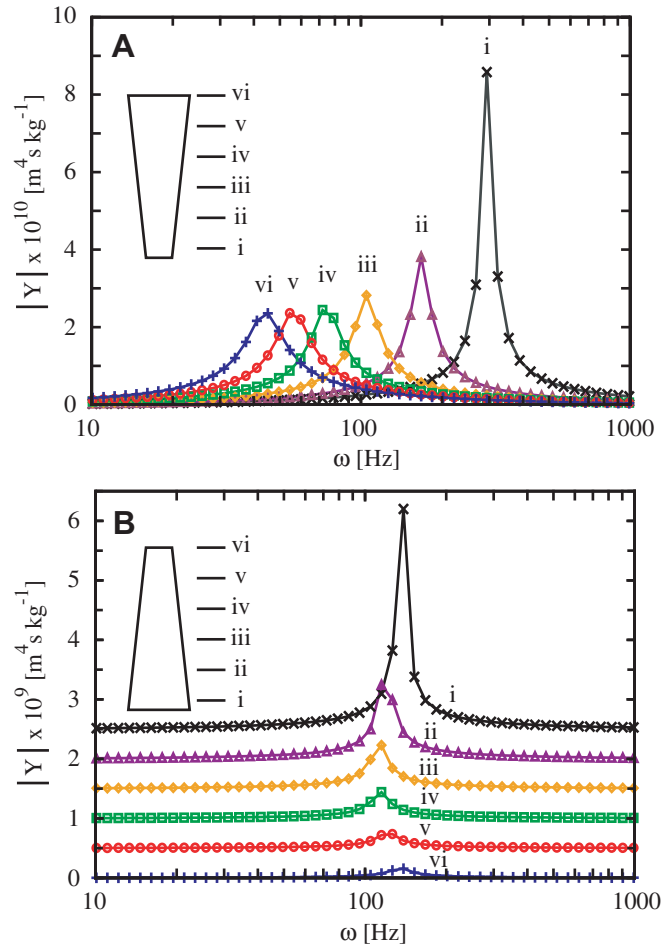 A
10
8
6
4
2
0
|Y| x 10^10 [m^4 s kg^-1]
vi
v
iv
iii
ii
i
i
ii
iii
iv
v
vi
10
100
1000
ω [Hz]
B
6
5
4
3
2
1
0
|Y| x 10^9 [m^4 s kg^-1]
vi
v
iv
iii
ii
i
i
ii
iii
iv
v
vi
10
100
1000
ω [Hz]